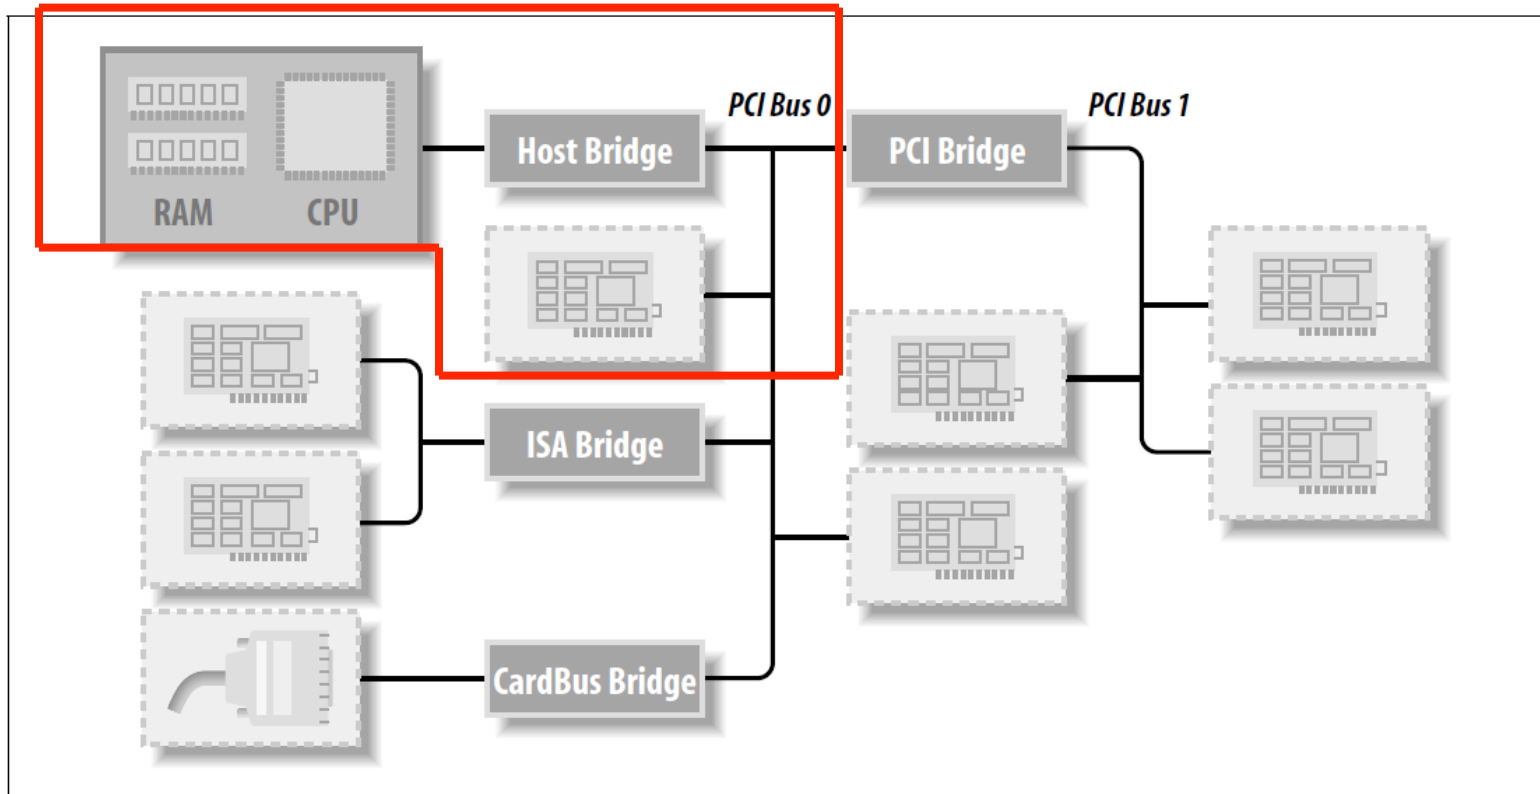 PCI Bus 0
PCI Bus 1
Host Bridge
PCI Bridge
RAM
CPU
ISA Bridge
CardBus Bridge